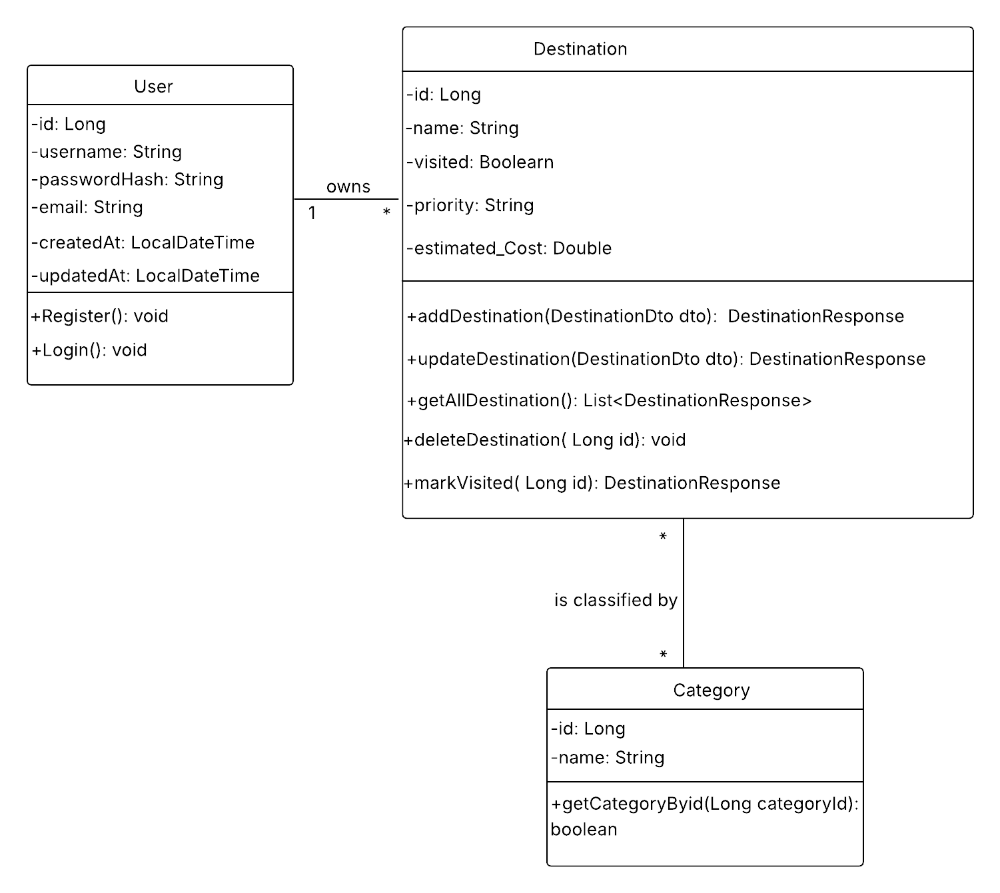 User
-id: Long
-username: String
-passwordHash: String
-email: String
-createdAt: LocalDateTime
-updatedAt: LocalDateTime
+Register(): void
+Login(): void
owns
1
*
Destination
-id: Long
-name: String
-visited: Boolearn
-priority: String
-estimated_Cost: Double
+addDestination(DestinationDto dto):  DestinationResponse
+updateDestination(DestinationDto dto): DestinationResponse
+getAllDestination(): List<DestinationResponse>
+deleteDestination( Long id): void
+markVisited( Long id): DestinationResponse
*
is classified by
*
Category
-id: Long
-name: String
+getCategoryByid(Long categoryId):
boolean